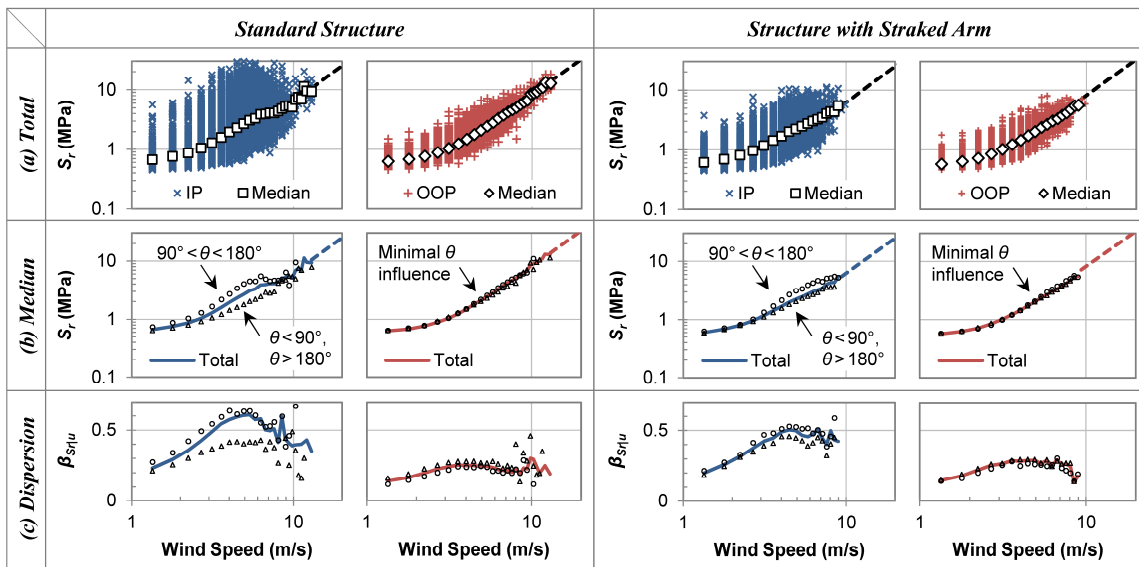 Standard Structure
Structure with Straked Arm
(a) Total
S_r (MPa)
10
1
0.1
IP
Median
OOP
Median
S_r (MPa)
10
1
0.1
IP
Median
OOP
Median
(b) Median
S_r (MPa)
10
1
0.1
90° < θ < 180°
θ < 90°,
θ > 180°
Total
Minimal θ
influence
Total
S_r (MPa)
10
1
0.1
90° < θ < 180°
θ < 90°,
θ > 180°
Total
Minimal θ
influence
Total
(c) Dispersion
β_Sr|u
0.5
0
1
10
Wind Speed (m/s)
1
10
Wind Speed (m/s)
β_Sr|u
0.5
0
1
10
Wind Speed (m/s)
1
10
Wind Speed (m/s)